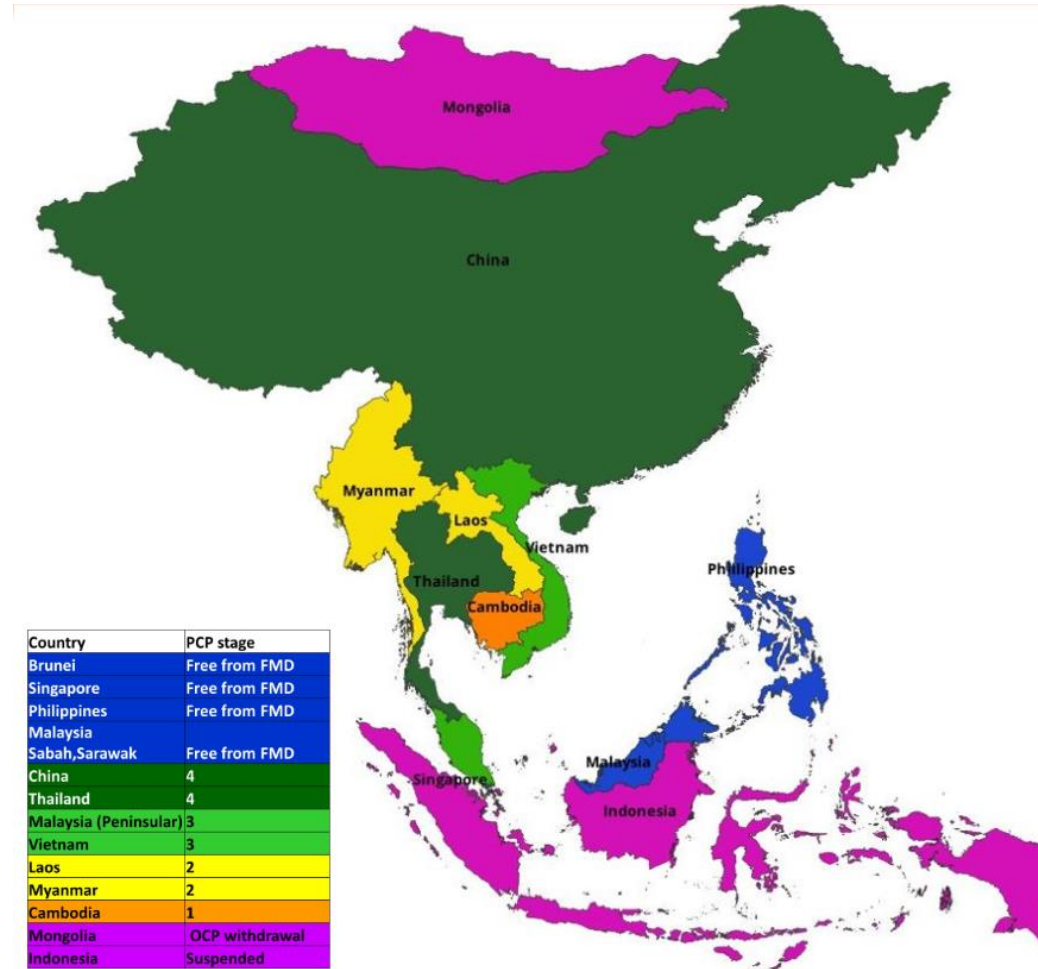 Mongolia
China
Myanmar
Laos
Vietnam
Thailand
Cambodia
Philippines
Malaysia
Singapore
Indonesia
Country PCP stage
Brunei Free from FMD
Singapore Free from FMD
Philippines Free from FMD
Malaysia
Sabah,Sarawak Free from FMD
China 4
Thailand 4
Malaysia (Peninsular) 3
Vietnam 3
Laos 2
Myanmar 2
Cambodia 1
Mongolia OCP withdrawal
Indonesia Suspended